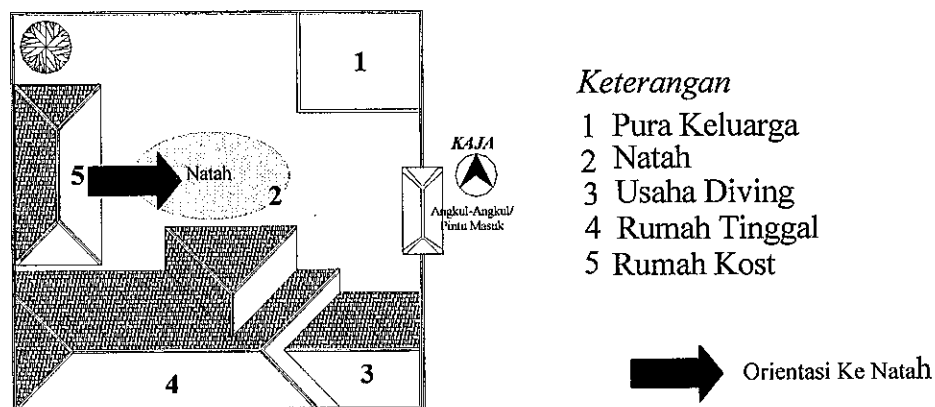 1
KAJA
5
Natah
2
Angkul-Angkul/
Pintu Masuk
4
3
Keterangan
1 Pura Keluarga
2 Natah
3 Usaha Diving
4 Rumah Tinggal
5 Rumah Kost
Orientasi Ke Natah